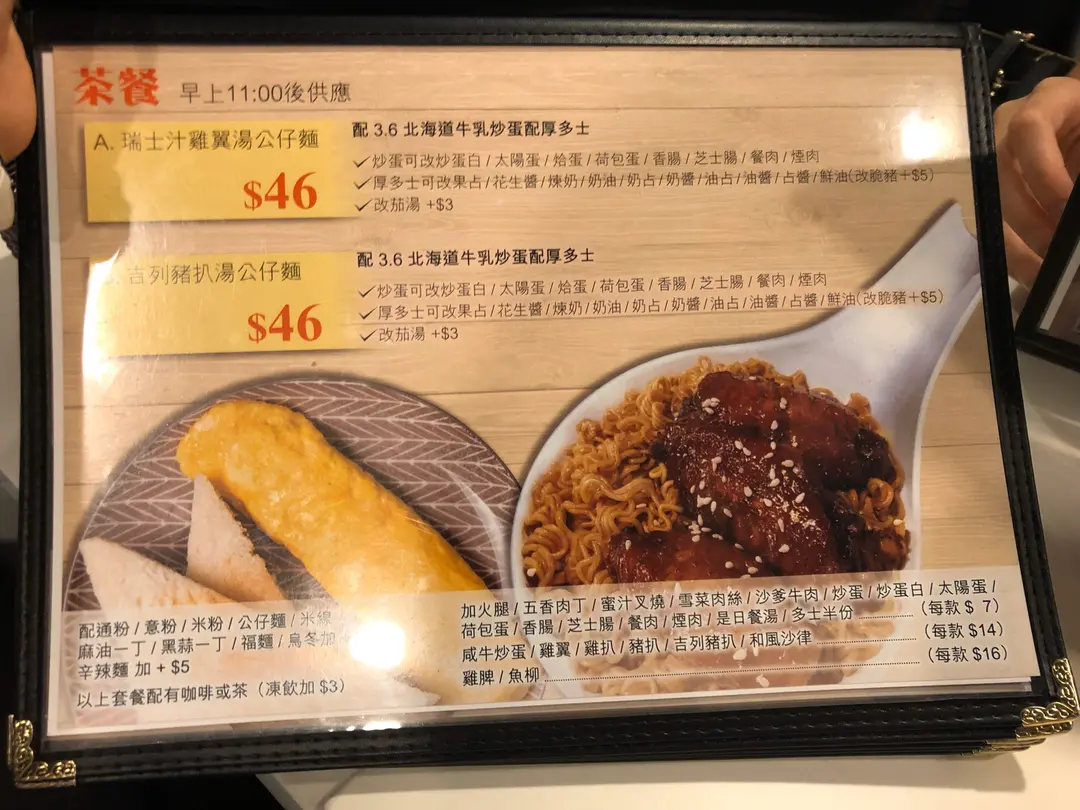 茶餐 早上11:00後供應
A. 瑞士汁雞翼湯公仔麵
$46
配 3.6 北海道牛乳炒蛋配厚多士
✓炒蛋可改炒蛋白/太陽蛋/烚蛋/荷包蛋/香腸/芝士腸/餐肉/煙肉
✓厚多士可改果占/花生醬/煉奶/奶油/奶占/奶醬/油占/油醬/占醬/鮮油(改脆豬+$5)
✓改茄湯 +$3
吉列豬扒湯公仔麵
$46
配 3.6 北海道牛乳炒蛋配厚多士
✓炒蛋可改炒蛋白/太陽蛋/烚蛋/荷包蛋/香腸/芝士腸/餐肉/煙肉
✓厚多士可改果占/花生醬/煉奶/奶油/奶占/奶醬/油占/油醬/占醬/鮮油(改脆豬+$5)
✓改茄湯 +$3
配通粉/意粉/米粉/公仔麵/米線
麻油一丁/黑蒜一丁/福麵/烏冬加
辛辣麵 加 + $5
以上套餐配有咖啡或茶(凍飲加 $3)
加火腿/五香肉丁/蜜汁叉燒/雪菜肉絲/沙爹牛肉/炒蛋/炒蛋白/太陽蛋/
荷包蛋/香腸/芝士腸/餐肉/煙肉/是日餐湯/多士半份 (每款 $ 7)
咸牛炒蛋/雞翼/雞扒/豬扒/吉列豬扒/和風沙律 (每款 $14)
雞脾/魚柳 (每款 $16)